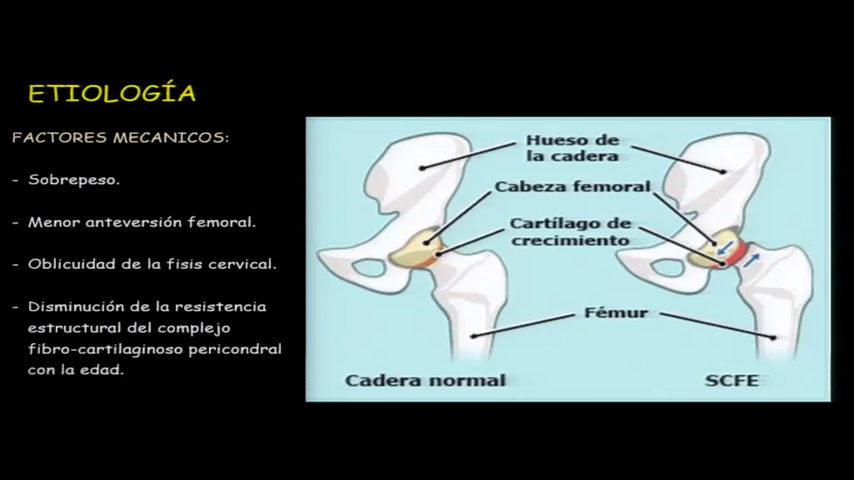 ETIOLOGÍA
FACTORES MECANICOS:
- Sobrepeso.
- Menor anteversión femoral.
- Oblicuidad de la fisis cervical.
- Disminución de la resistencia
estructural del complejo
fibro-cartilaginoso pericondral
con la edad.
Hueso de
la cadera
Cabeza femoral
Cartílago de
crecimiento
Fémur
Cadera normal
SCFE